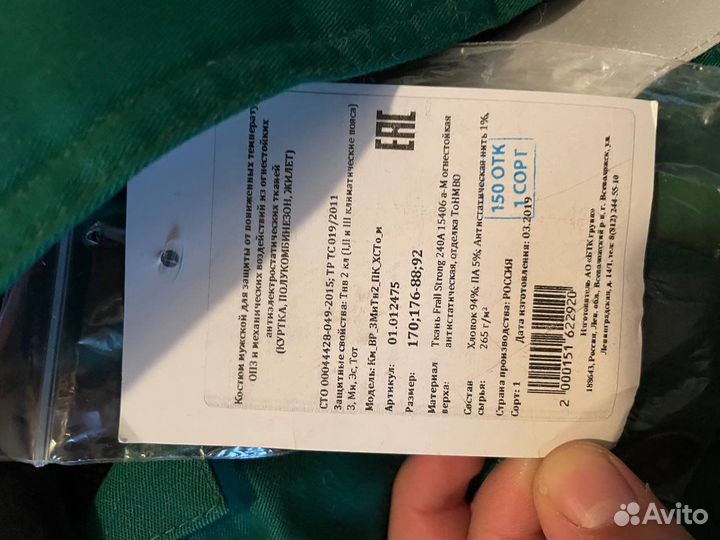 Костюм мужской для защиты от пониженных температу
ОПЗ и механических воздействий из огнестойких
антиэлектростатических тканей
(КУРТКА, ПОЛУКОМБИНЕЗОН, ЖИЛЕТ)
СТО 00044428-049-2015; ТР ТС 019/2011
Защитные свойства: Тнв 2 кл (I,II и III климатические пояса)
З, Ми, Эс, Тот
Модель: Км_ВР_ЗМиТн2_ПК_ХСТо_и
Артикул: 01.012475
Размер: 170;176-88;92
EAC
Материал верха: Ткань Frall Strong 240A 15406 а-М огнестойкая
антистатическая, отделка ТоНМВО
Состав сырья: Хлопок 94%; ПА 5%; Антистатическая нить 1%,
265 г/м²
Страна производства: РОССИЯ
Сорт: 1 Дата изготовления: 03.2019
150 ОТК
1 СОРТ
2 000151 622920
Изготовитель АО «БТК групп»
188643, Россия, Лен. обл., Всеволожский р-н, г. Всеволожск, ул.
Ленинградская, д. 14/1, тел: 8(812) 244-55-10
Avito